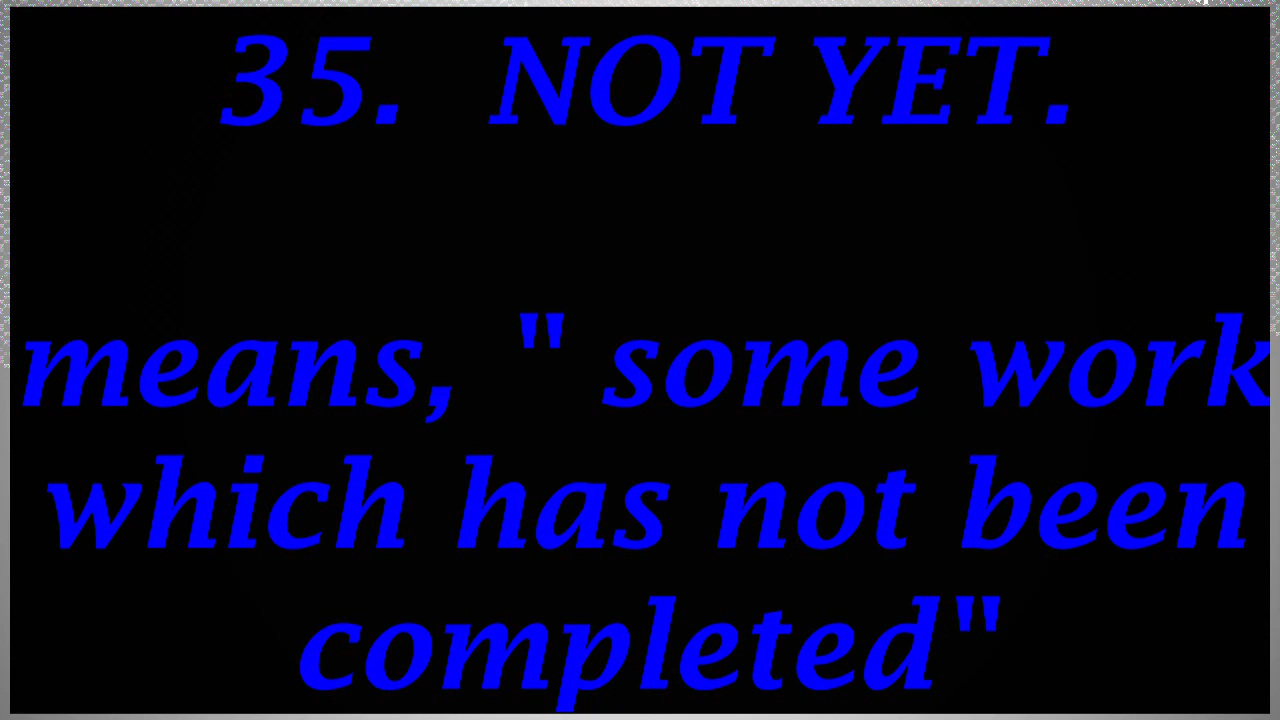 35. NOT YET.
means, " some work
which has not been
completed"